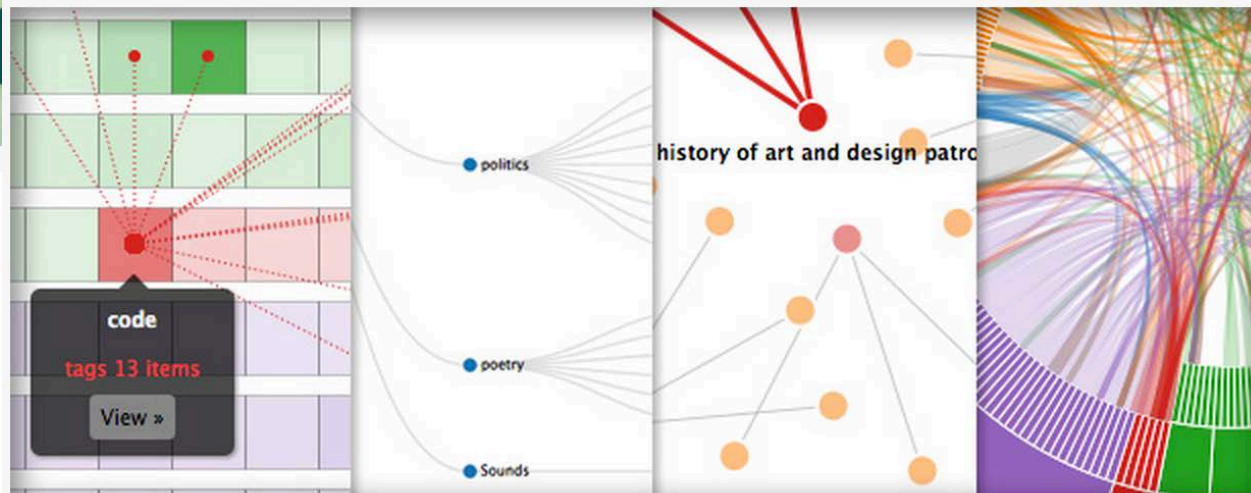 code
tags 13 items
View »
politics
poetry
Sounds
history of art and design patro